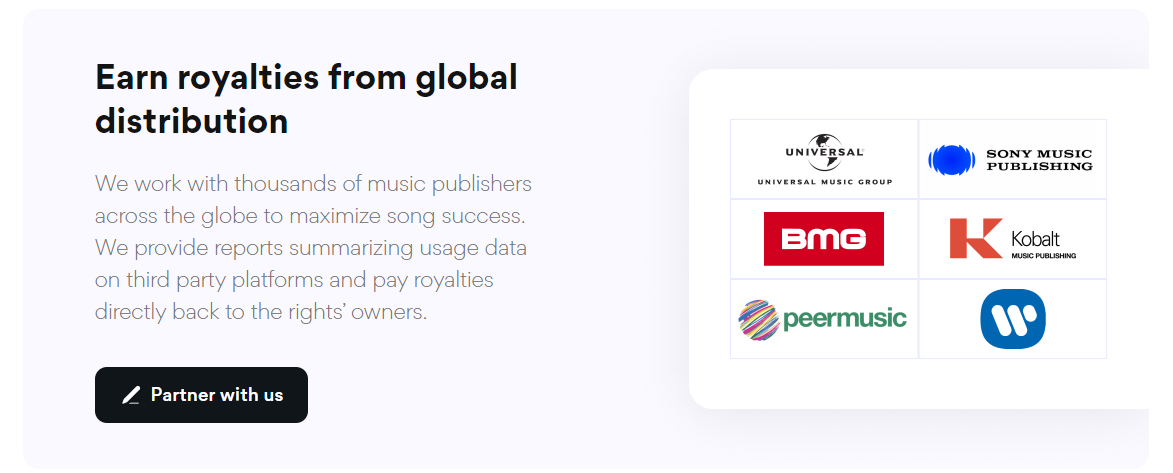 Earn royalties from global
distribution
We work with thousands of music publishers
across the globe to maximize song success.
We provide reports summarizing usage data
on third party platforms and pay royalties
directly back to the rights’ owners.
Partner with us
UNIVERSAL
UNIVERSAL MUSIC GROUP
SONY MUSIC
PUBLISHING
BMG
Kobalt
MUSIC PUBLISHING
peermusic